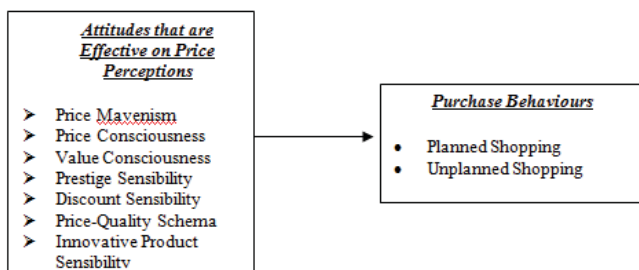 Attitudes that are
Effective on Price
Perceptions
➢ Price Mavenism
➢ Price Consciousness
➢ Value Consciousness
➢ Prestige Sensibility
➢ Discount Sensibility
➢ Price-Quality Schema
➢ Innovative Product
Sensibility
Purchase Behaviours
• Planned Shopping
• Unplanned Shopping